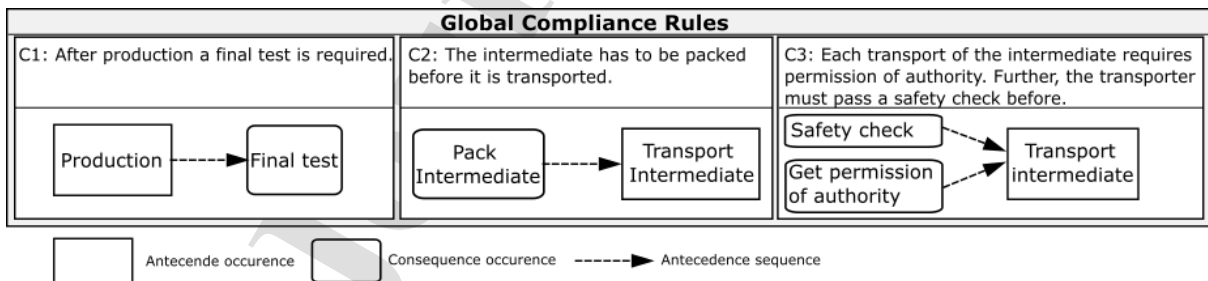 Global Compliance Rules
C1: After production a final test is required.
C2: The intermediate has to be packed
before it is transported.
C3: Each transport of the intermediate requires
permission of authority. Further, the transporter
must pass a safety check before.
Production
Final test
Pack
Intermediate
Transport
Intermediate
Safety check
Get permission
of authority
Transport
intermediate
Antecende occurence
Consequence occurence
Antecedence sequence